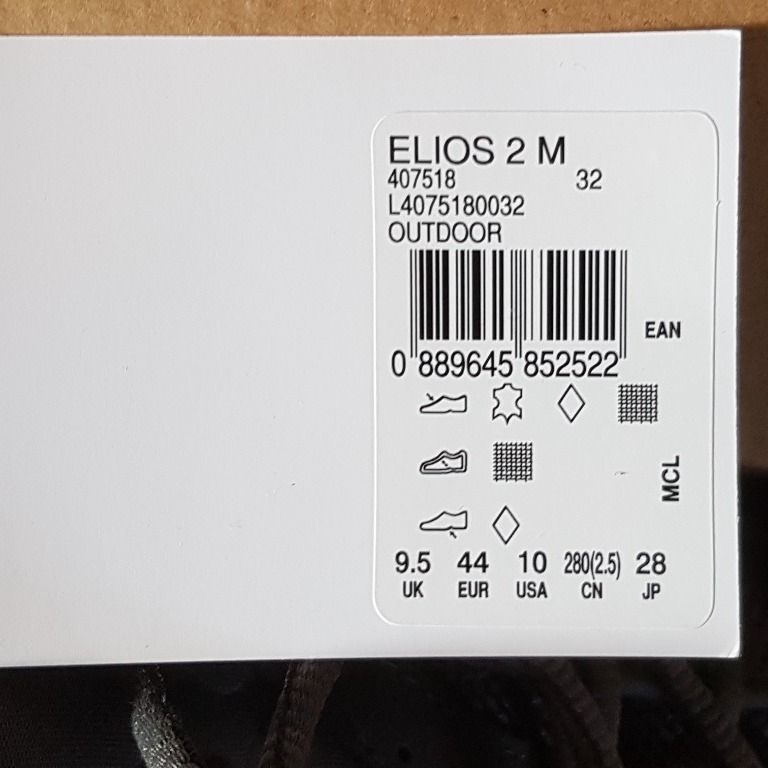 ELIOS 2 M
407518 32
L4075180032
OUTDOOR
EAN
0 889645 852522
MCL
9.5 44 10 280(2.5) 28
UK EUR USA CN JP